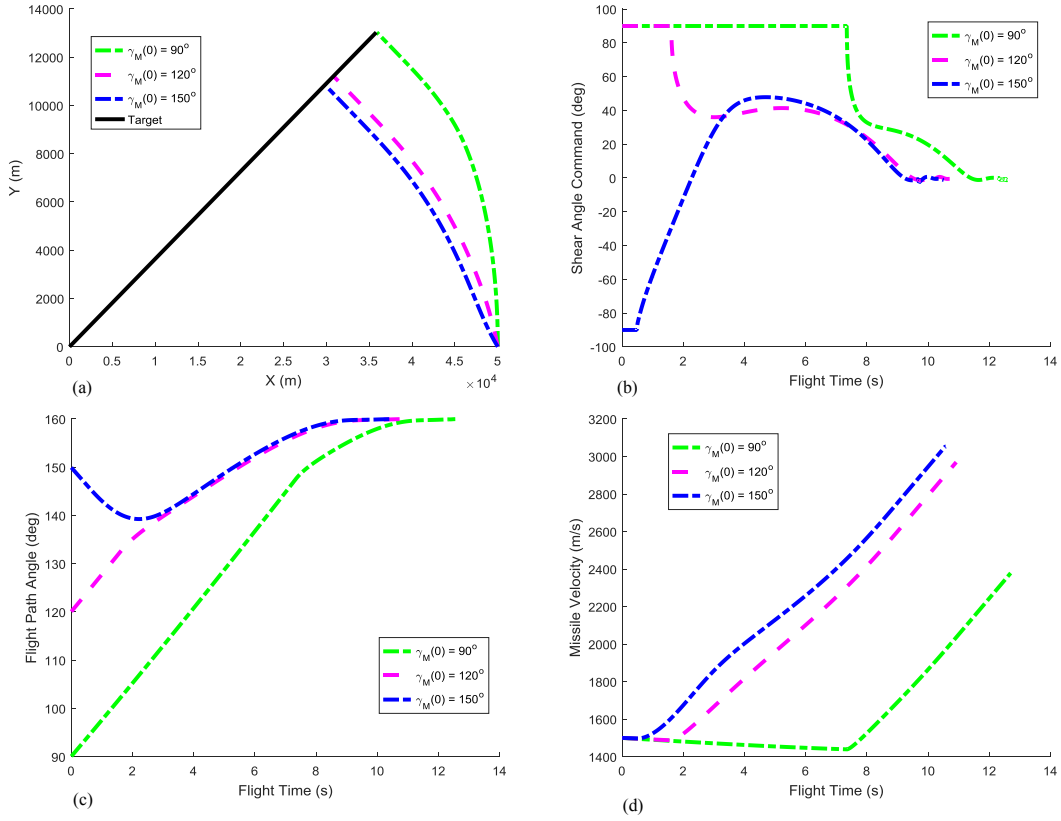 14000
12000
10000
8000
6000
4000
2000
0
Y (m)
γM(0) = 90°
γM(0) = 120°
γM(0) = 150°
Target
0 0.5 1 1.5 2 2.5 3 3.5 4 4.5 5
X (m)
× 10^4
(a)
100
80
60
40
20
0
-20
-40
-60
-80
-100
Shear Angle Command (deg)
γM(0) = 90°
γM(0) = 120°
γM(0) = 150°
0 2 4 6 8 10 12 14
Flight Time (s)
(b)
160
150
140
130
120
110
100
90
Flight Path Angle (deg)
γM(0) = 90°
γM(0) = 120°
γM(0) = 150°
0 2 4 6 8 10 12 14
Flight Time (s)
(c)
3200
3000
2800
2600
2400
2200
2000
1800
1600
1400
Missile Velocity (m/s)
γM(0) = 90°
γM(0) = 120°
γM(0) = 150°
0 2 4 6 8 10 12 14
Flight Time (s)
(d)